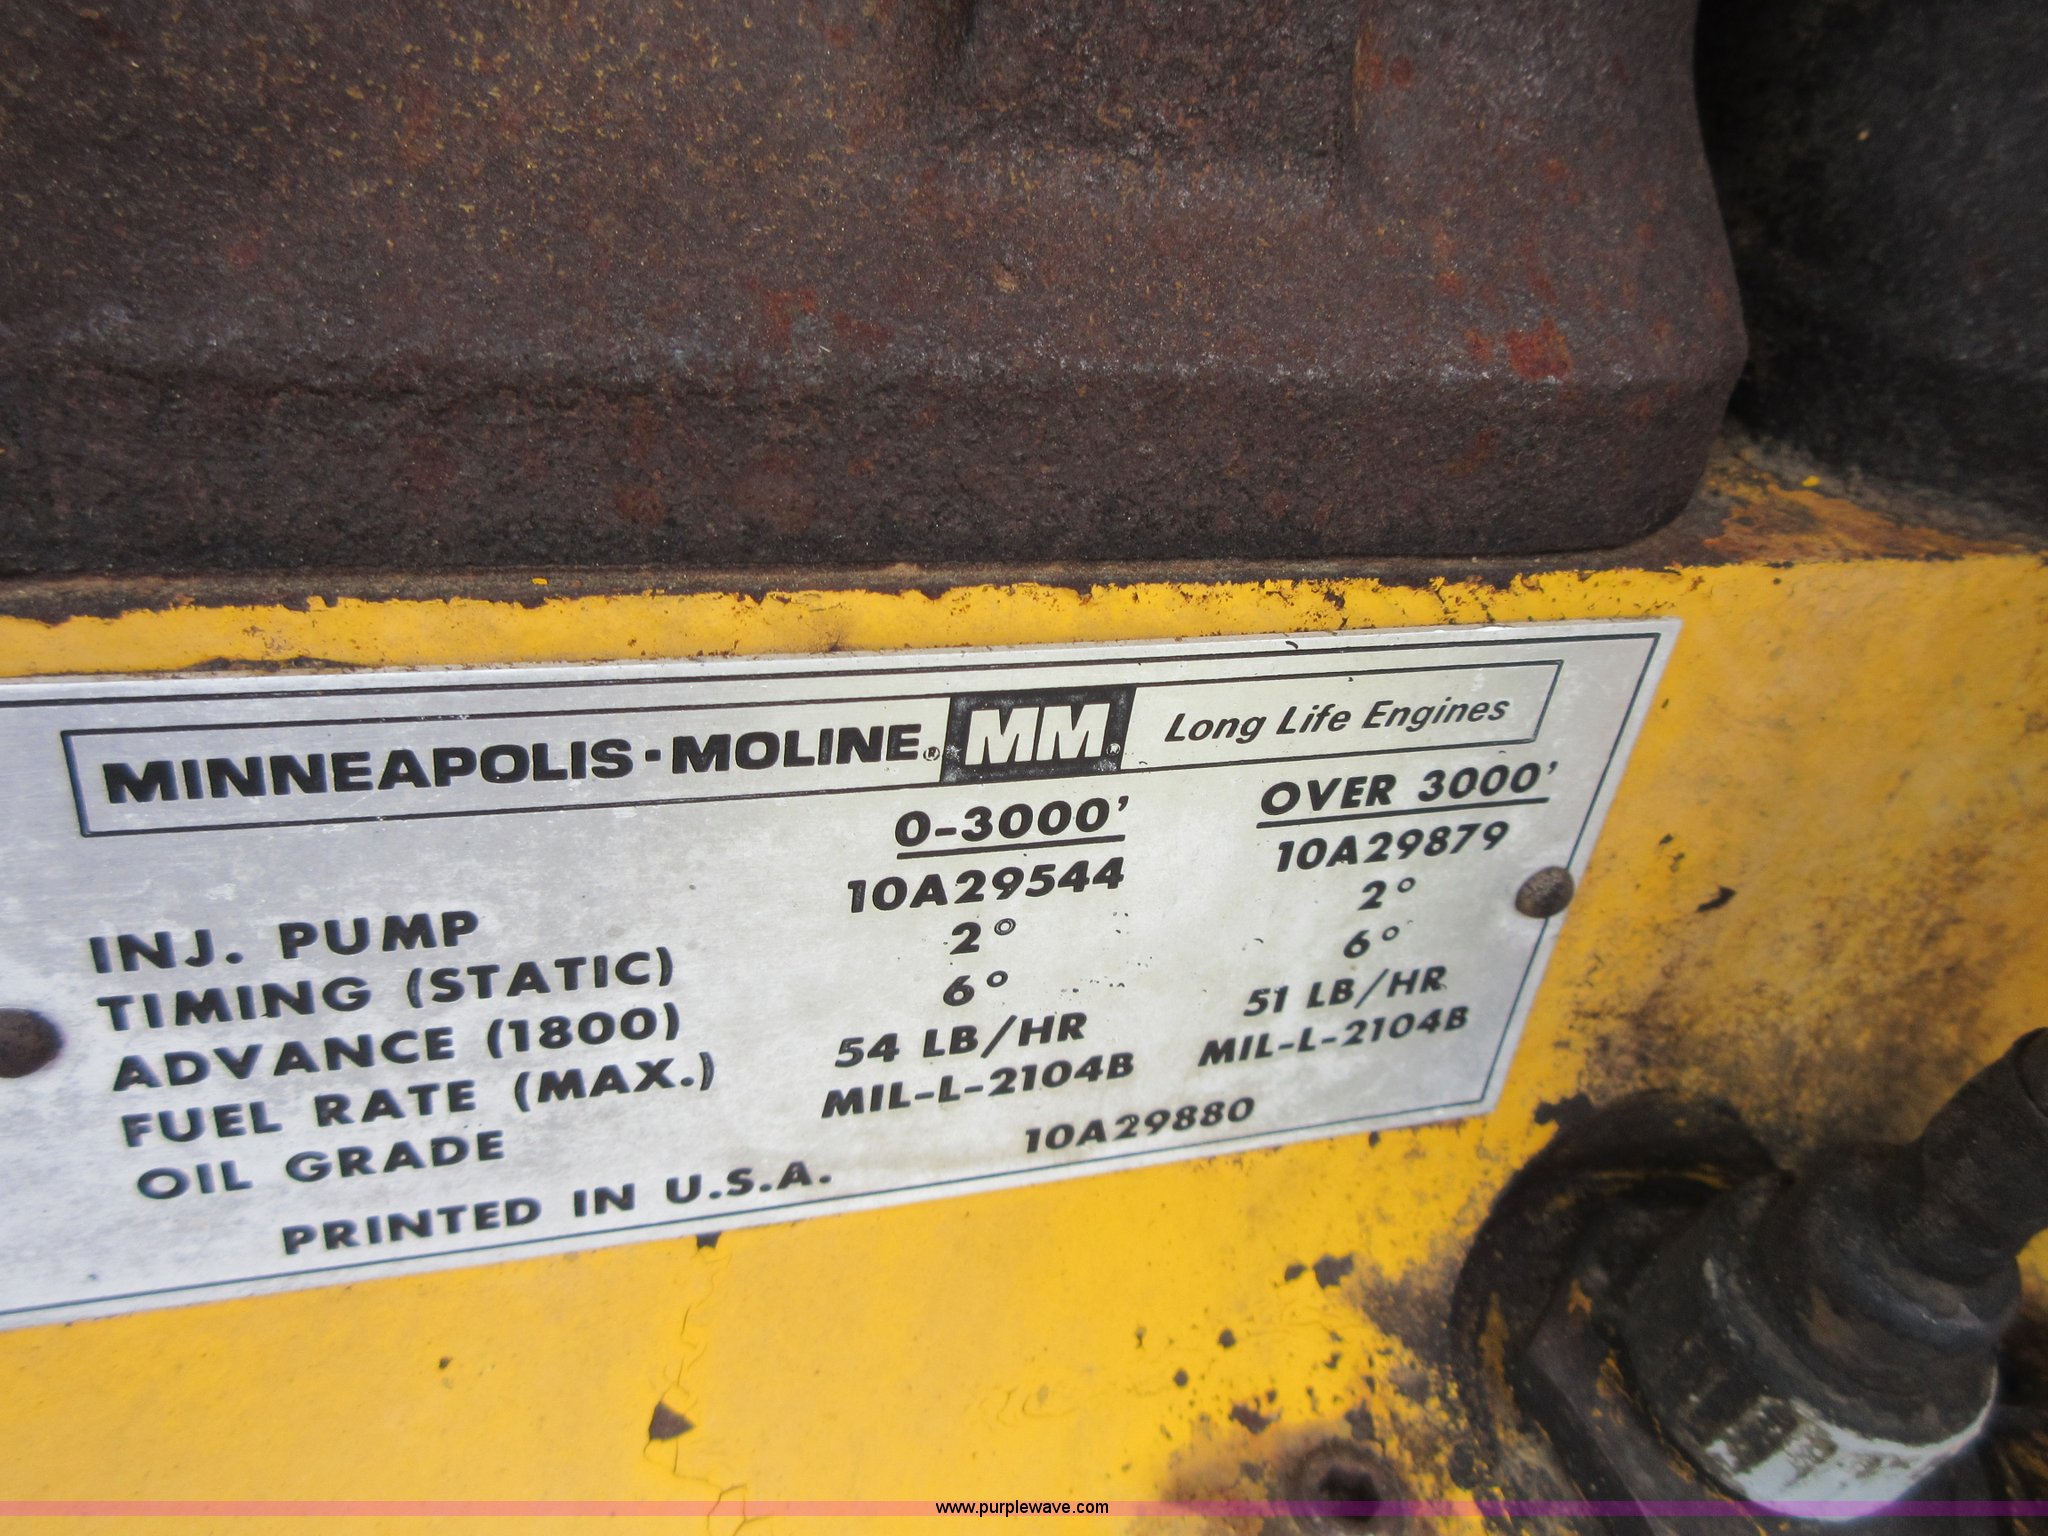 MINNEAPOLIS-MOLINE® MM® Long Life Engines
0-3000' OVER 3000'
INJ. PUMP 10A29544 10A29879
TIMING (STATIC) 2° 2°
ADVANCE (1800) 6° 6°
FUEL RATE (MAX.) 54 LB/HR 51 LB/HR
OIL GRADE MIL-L-2104B MIL-L-2104B
PRINTED IN U.S.A. 10A29880
www.purplewave.com